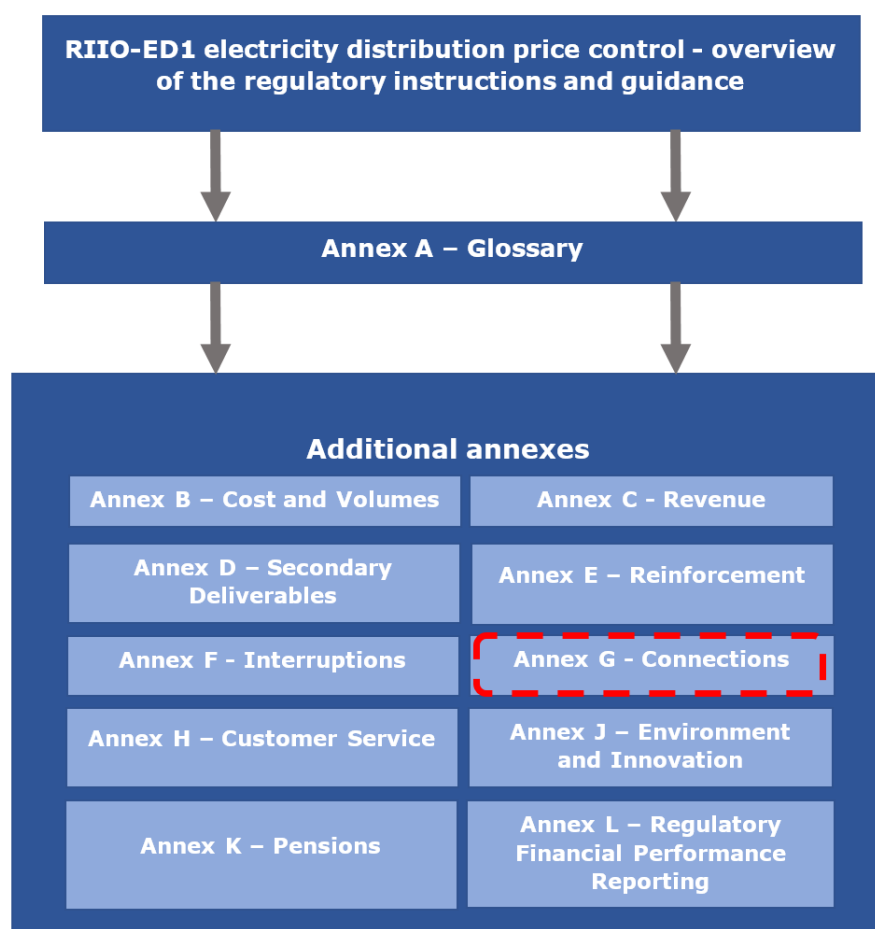 RIIO-ED1 electricity distribution price control - overview
of the regulatory instructions and guidance
Annex A – Glossary
Additional annexes
Annex B – Cost and Volumes
Annex C - Revenue
Annex D – Secondary
Deliverables
Annex E – Reinforcement
Annex F - Interruptions
Annex G - Connections
Annex H – Customer Service
Annex J – Environment
and Innovation
Annex K – Pensions
Annex L – Regulatory
Financial Performance
Reporting